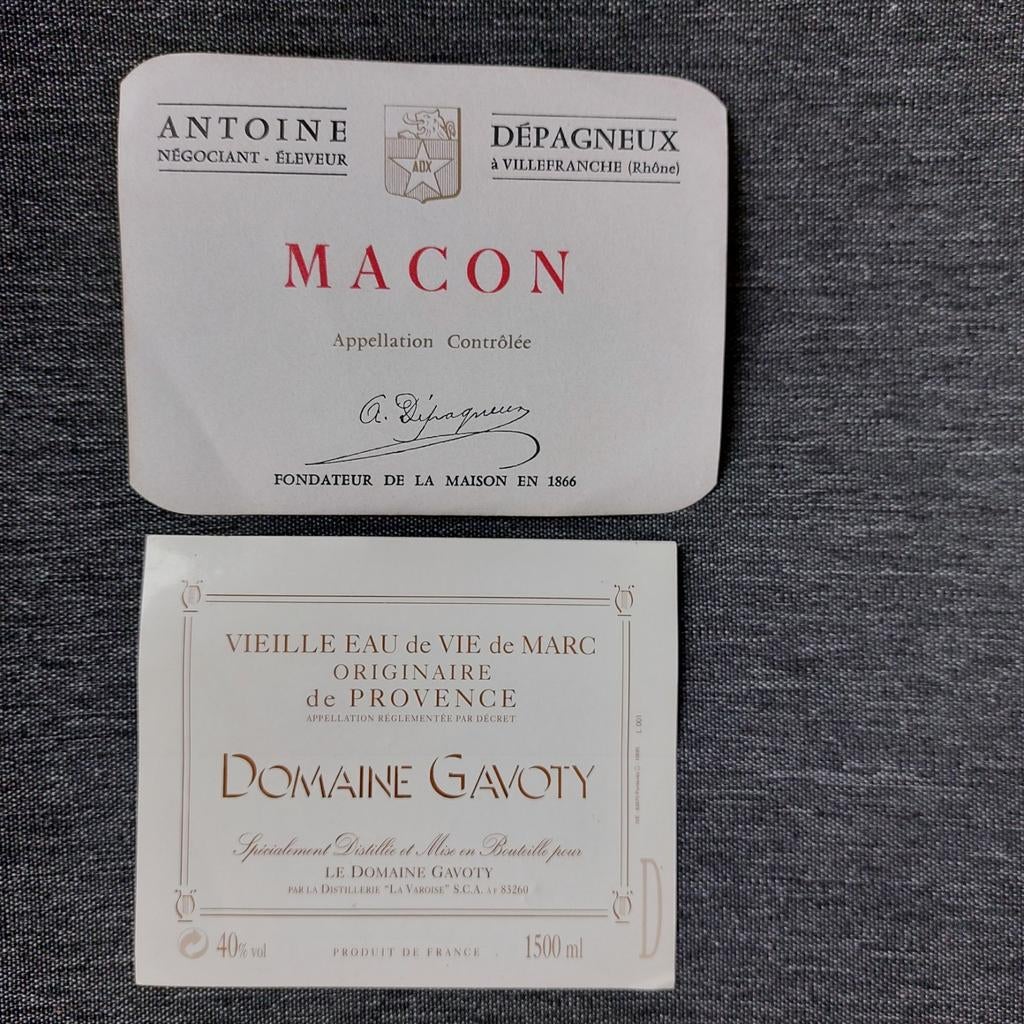 ANTOINE
NÉGOCIANT - ÉLEVEUR
ADX
DÉPAGNEUX
à VILLEFRANCHE (Rhône)
MACON
Appellation Contrôlée
A. Dépagneux
FONDATEUR DE LA MAISON EN 1866
VIEILLE EAU de VIE de MARC
ORIGINAIRE
de PROVENCE
APPELLATION RÉGLEMENTÉE PAR DÉCRET
DOMAINE GAVOTY
Spécialement Distillée et Mise en Bouteille pour
LE DOMAINE GAVOTY
PAR LA DISTILLERIE "LA VAROISE" S.C.A. À F 83260
40% vol
PRODUIT DE FRANCE
1500 ml
L 001
D